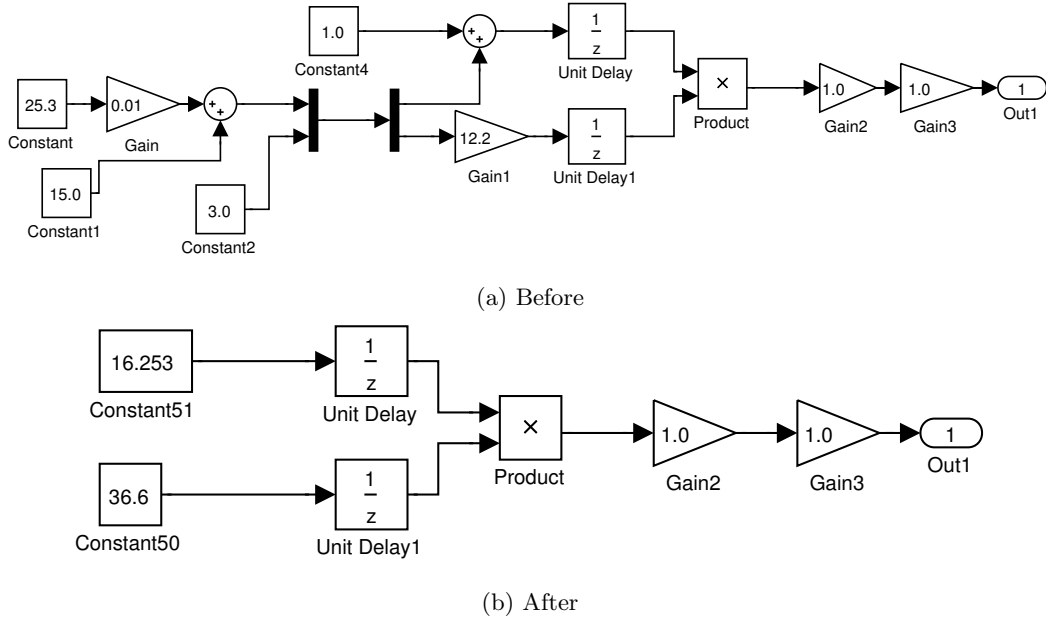 1.0
+
+
Constant4
1
z
Unit Delay
25.3
Constant
0.01
Gain
+
+
15.0
Constant1
3.0
Constant2
12.2
Gain1
1
z
Unit Delay1
×
Product
1.0
Gain2
1.0
Gain3
1
Out1
(a) Before
16.253
Constant51
1
z
Unit Delay
36.6
Constant50
1
z
Unit Delay1
×
Product
1.0
Gain2
1.0
Gain3
1
Out1
(b) After